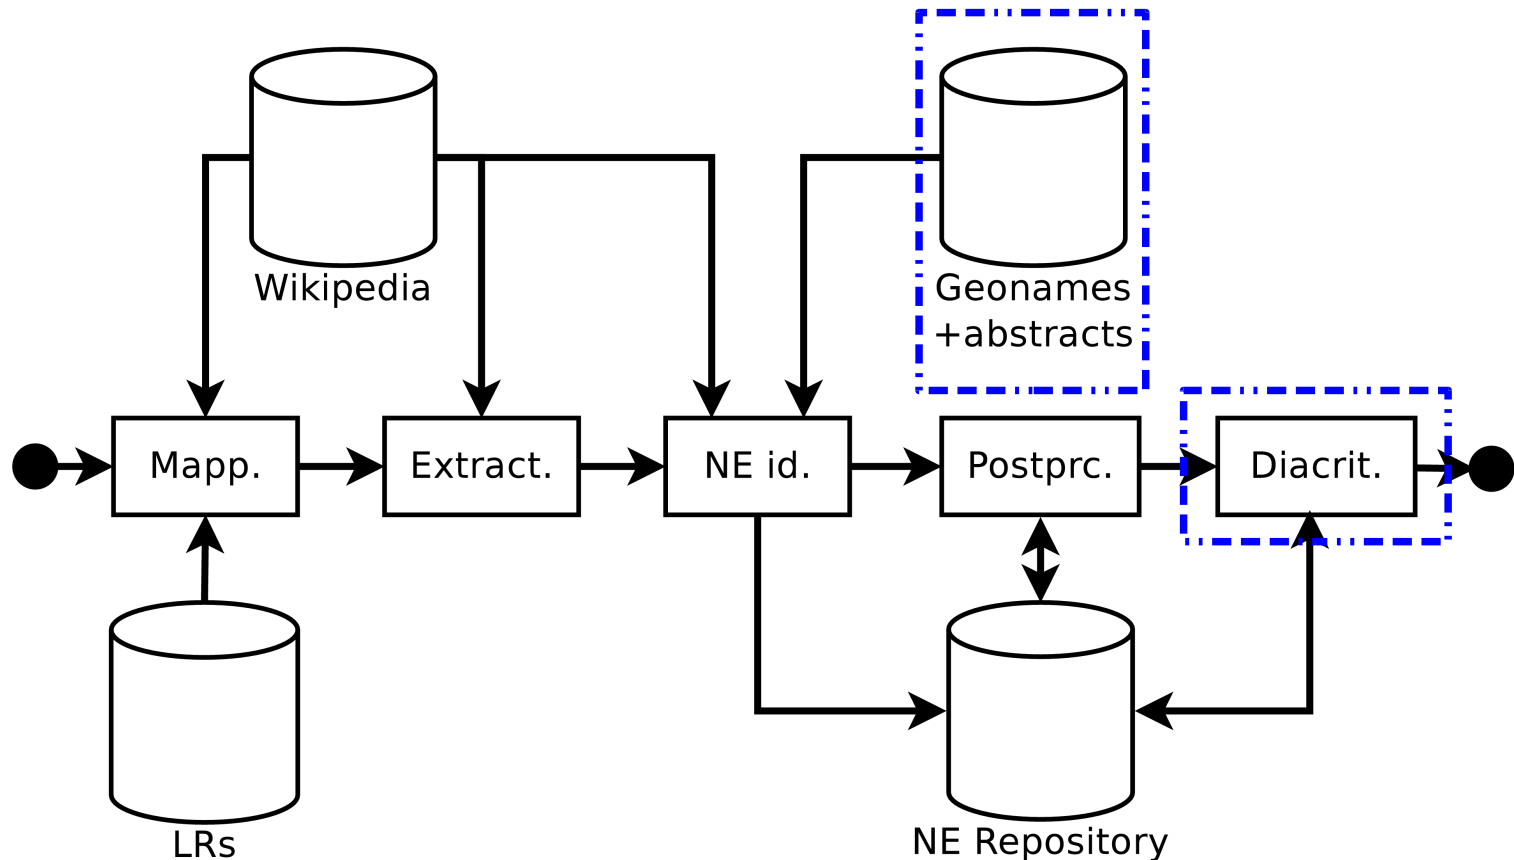 Wikipedia
Geonames
+abstracts
Mapp.
Extract.
NE id.
Postprc.
Diacrit.
LRs
NE Repository